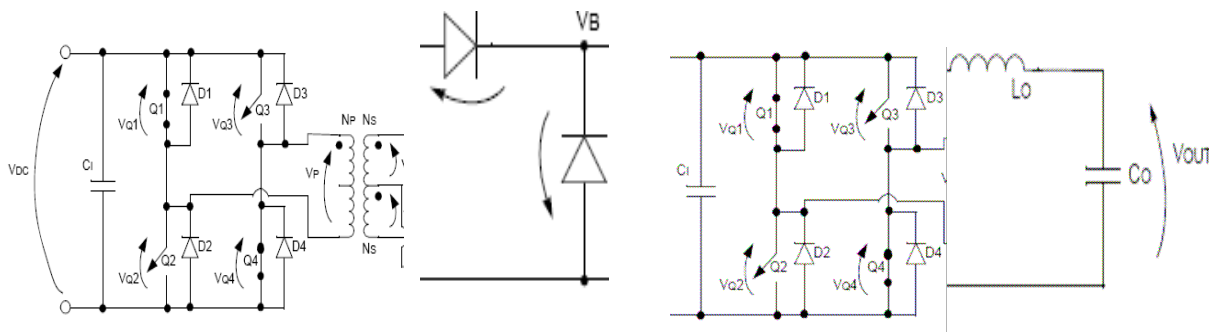 VB
NP NS
D1 D3
Q1 Q3
VQ1 VQ3
VDC CI VP V
NS
D2 D4
Q2 Q4
VQ2 VQ4
LO
D1 D3
Q1 Q3
VQ1 VQ3
CI CO VOUT
D2 D4
Q2 Q4
VQ2 VQ4